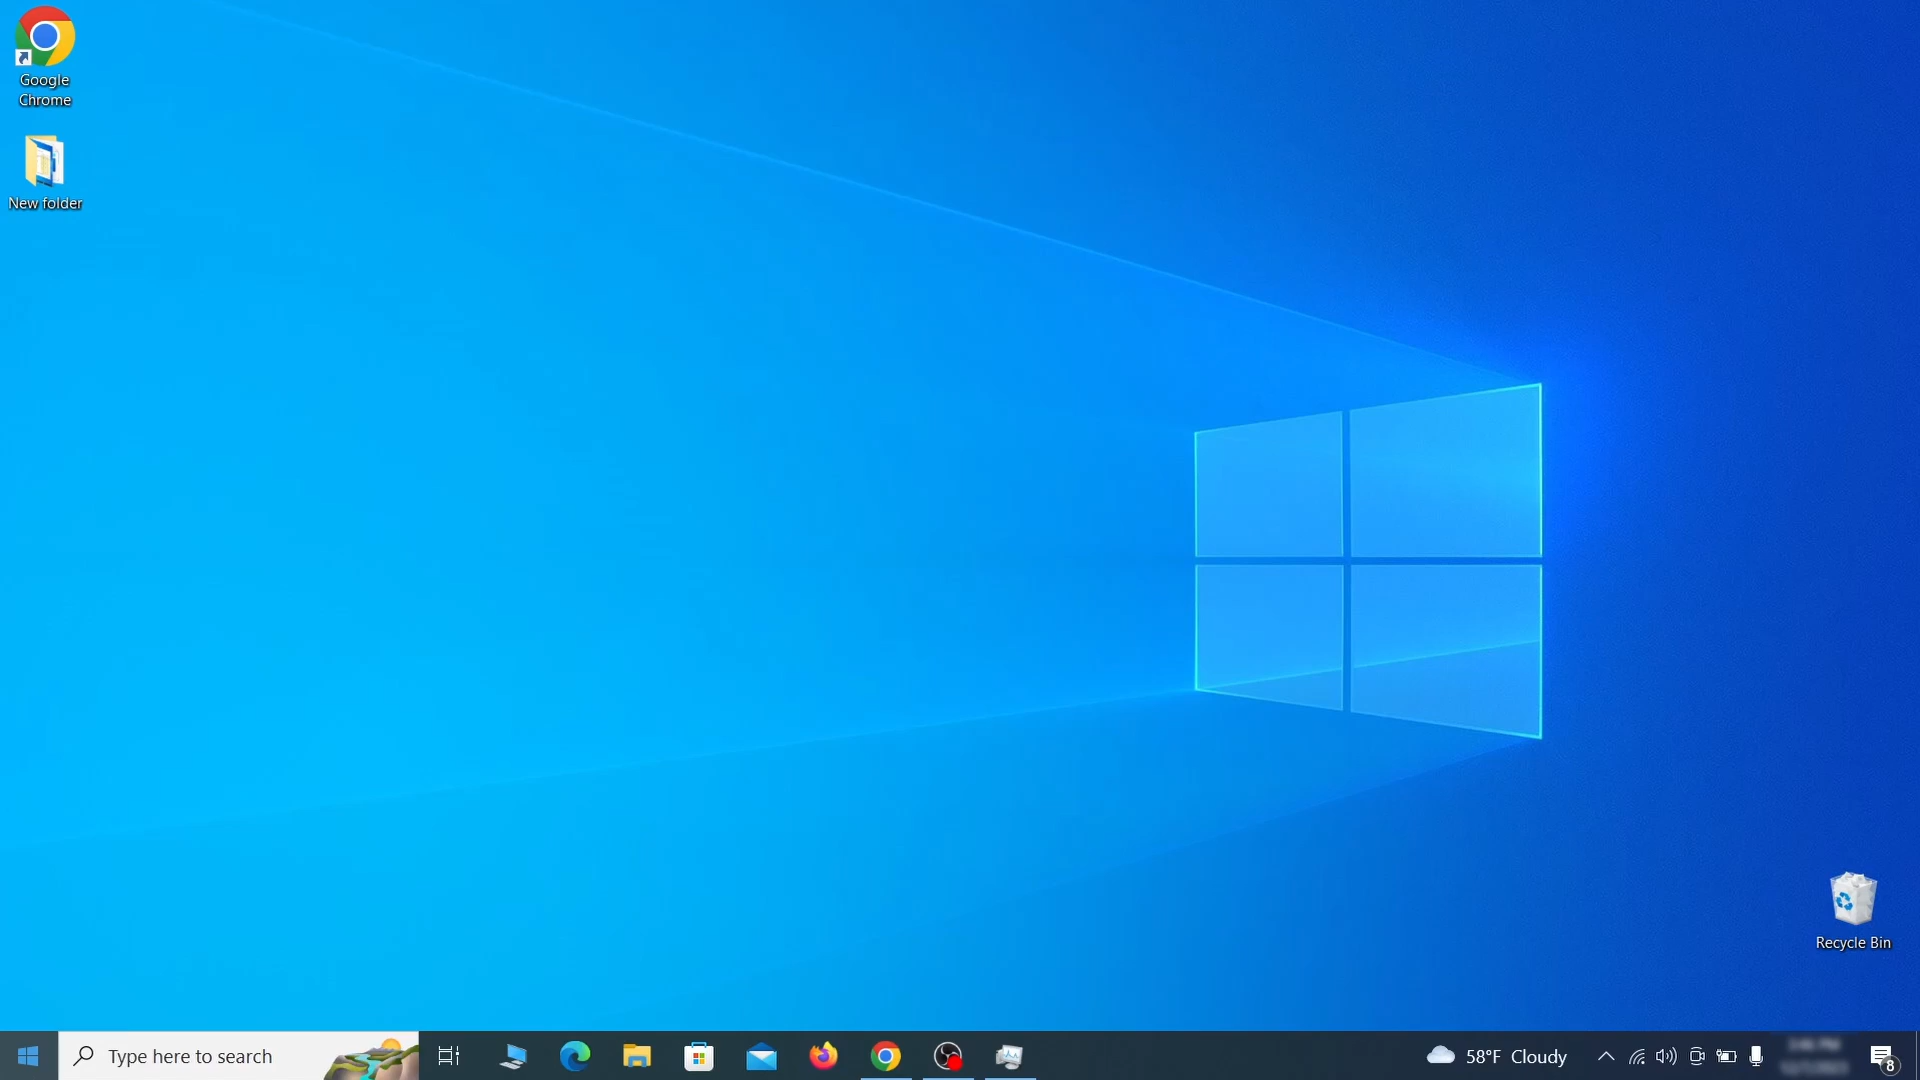 Google
Chrome
New folder
Recycle Bin
Type here to search
58°F Cloudy
8